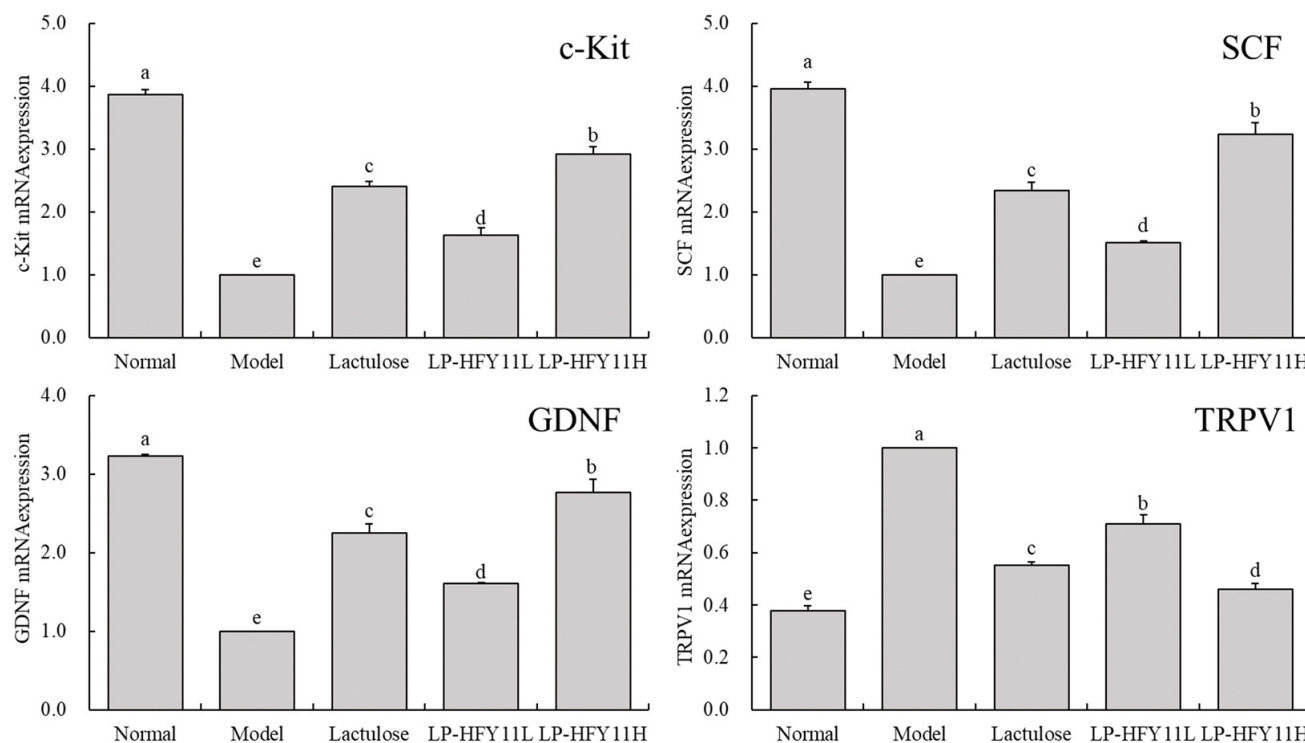 c-Kit
c-Kit mRNAexpression
5.0
4.0
3.0
2.0
1.0
0.0
a
e
c
d
b
Normal Model Lactulose LP-HFY11L LP-HFY11H
SCF
SCF mRNAexpression
5.0
4.0
3.0
2.0
1.0
0.0
a
e
c
d
b
Normal Model Lactulose LP-HFY11L LP-HFY11H
GDNF
GDNF mRNAexpression
4.0
3.0
2.0
1.0
0.0
a
e
c
d
b
Normal Model Lactulose LP-HFY11L LP-HFY11H
TRPV1
TRPV1 mRNAexpression
1.2
1.0
0.8
0.6
0.4
0.2
0.0
e
a
c
b
d
Normal Model Lactulose LP-HFY11L LP-HFY11H